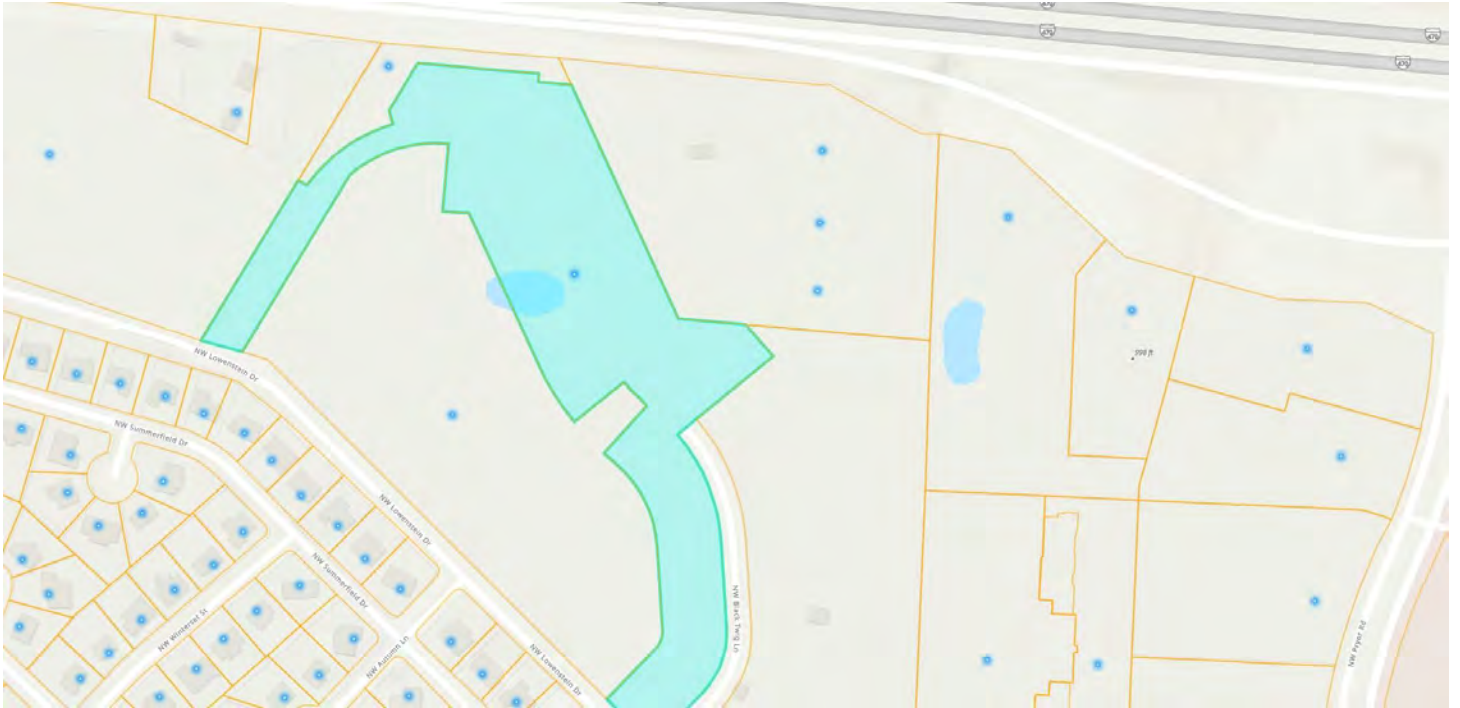 NW Lowenstein Dr
NW Summerfield Dr
NW Lowenstein Dr
NW Summerfield Dr
NW Winterset St
NW Autumn Ln
NW Lowenstein Dr
NW Black Twig Ln
NW Pryor Rd